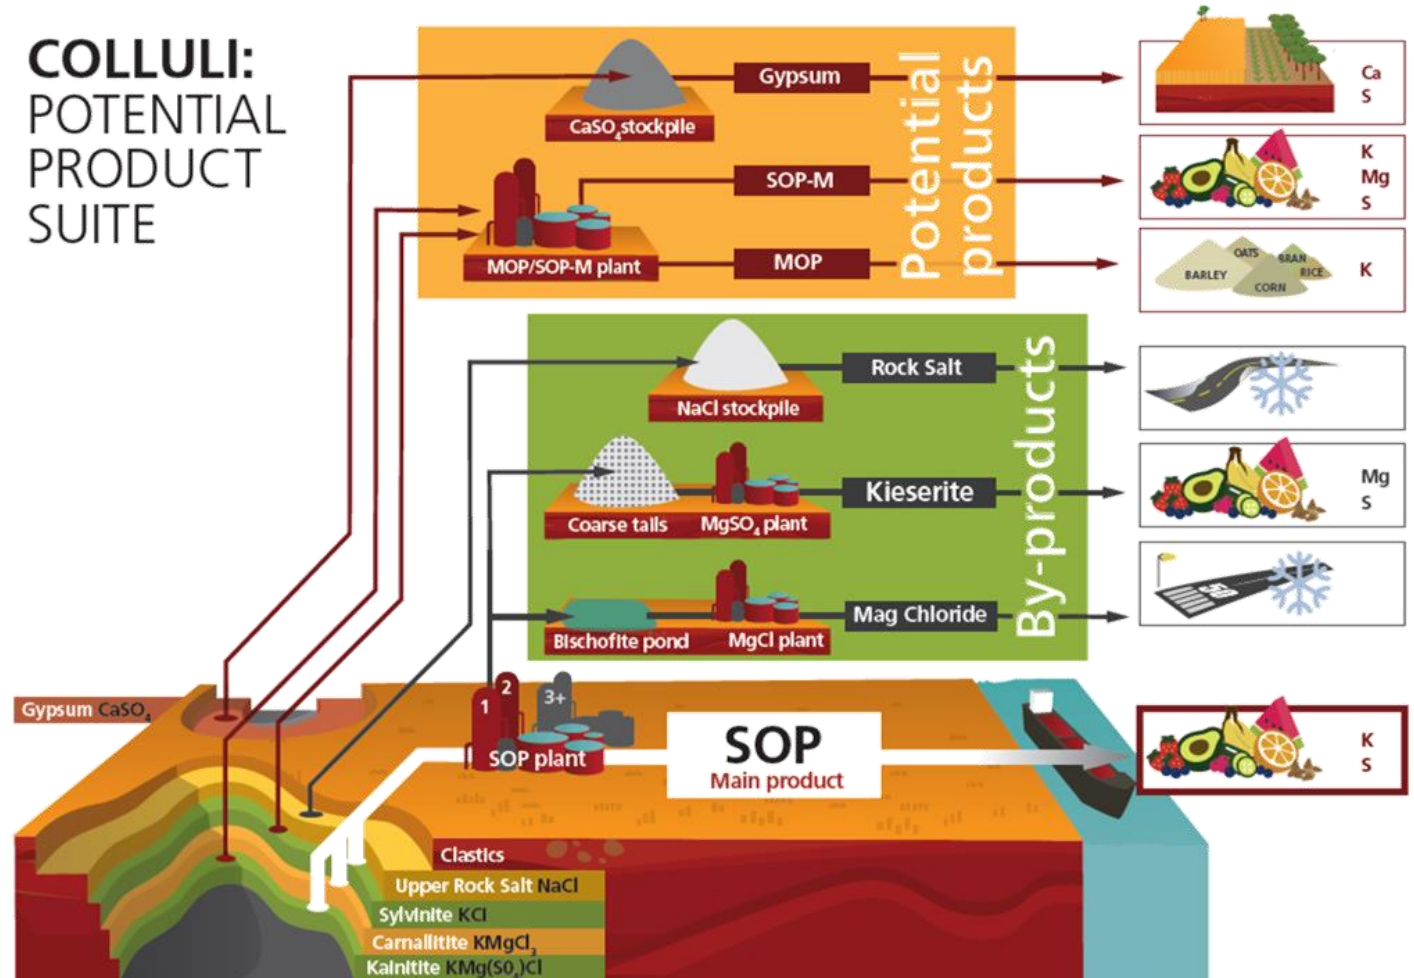 COLLULI:
POTENTIAL
PRODUCT
SUITE
Potential
products
CaSO4 stockpile
Gypsum
Ca
S
MOP/SOP-M plant
SOP-M
K
Mg
S
MOP
BARLEY
OATS
BRAN
RICE
CORN
K
By-products
NaCl stockpile
Rock Salt
Coarse tails
MgSO4 plant
Kieserite
Mg
S
Bischofite pond
MgCl plant
Mag Chloride
50
Gypsum CaSO4
1
2
3+
SOP plant
SOP
Main product
K
S
Clastics
Upper Rock Salt NaCl
Sylvinite KCl
Carnallitite KMgCl3
Kainitite KMg(SO4)Cl